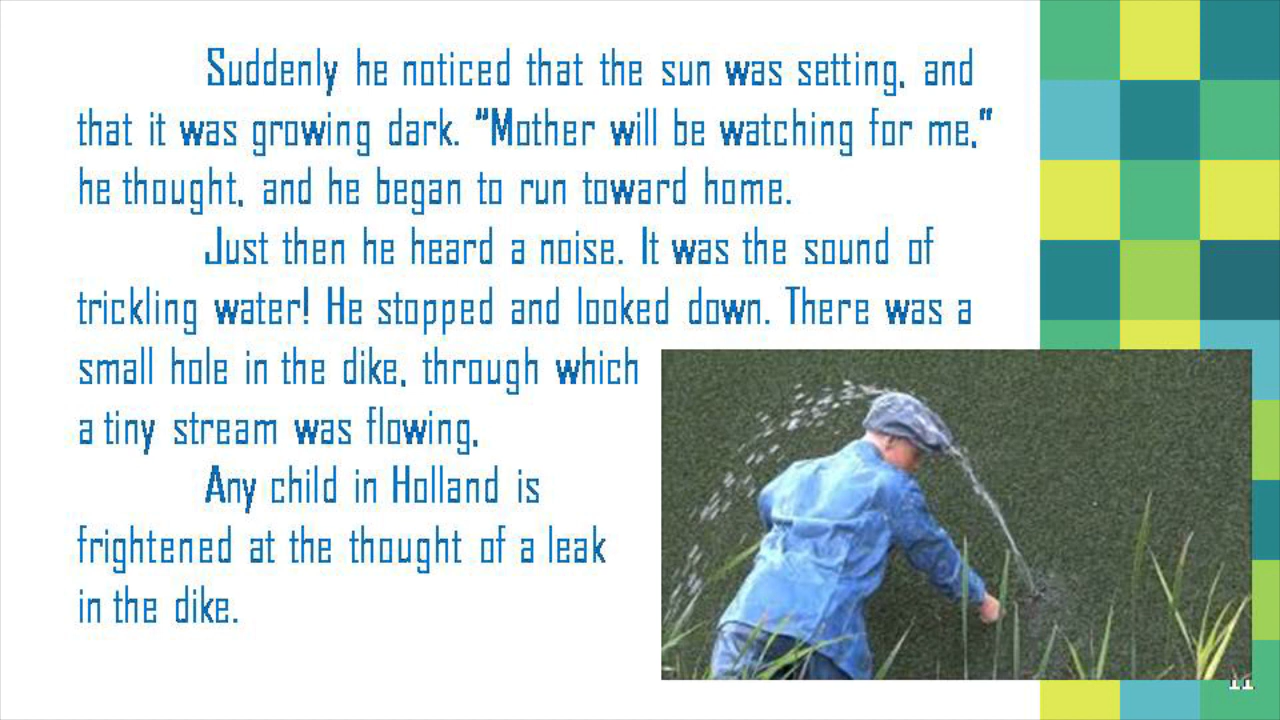 Suddenly he noticed that the sun was setting, and
that it was growing dark. "Mother will be watching for me,"
he thought, and he began to run toward home.
Just then he heard a noise. It was the sound of
trickling water! He stopped and looked down. There was a
small hole in the dike, through which
a tiny stream was flowing,
Any child in Holland is
frightened at the thought of a leak
in the dike.
11